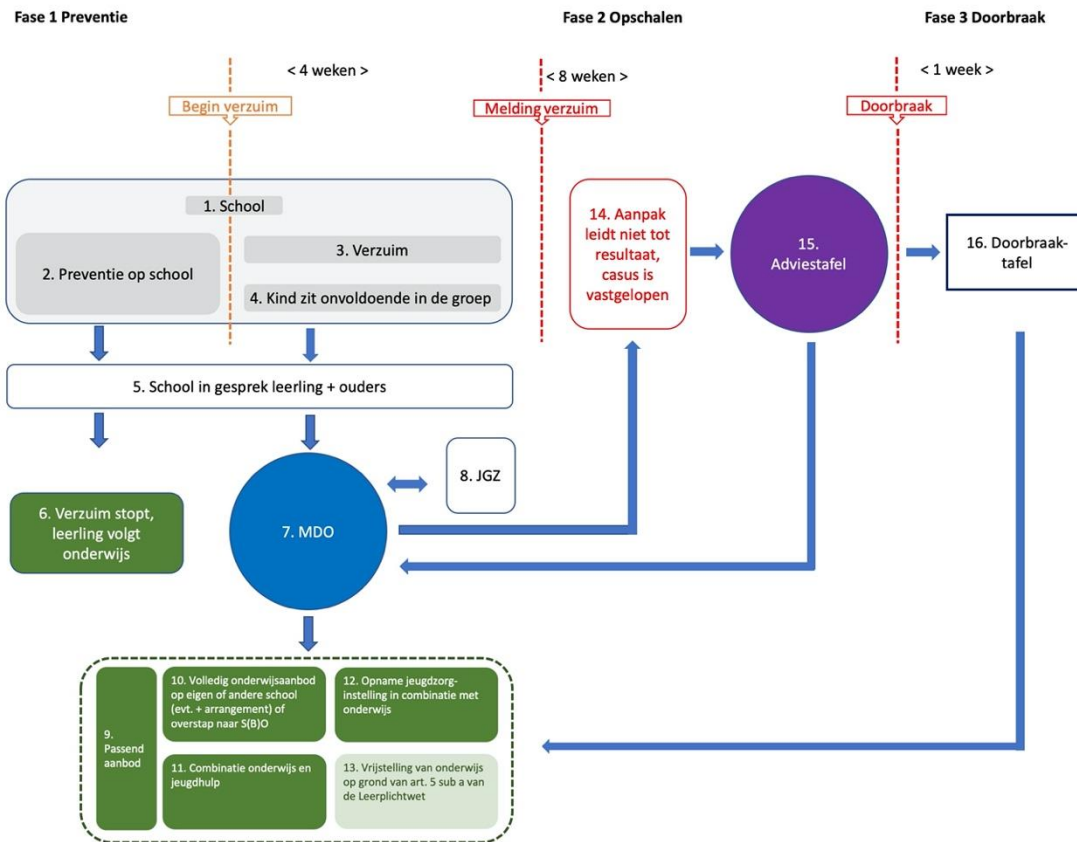 Fase 1 Preventie
Fase 2 Opschalen
Fase 3 Doorbraak
< 4 weken >
< 8 weken >
< 1 week >
Begin verzuim
Melding verzuim
Doorbraak
1. School
2. Preventie op school
3. Verzuim
4. Kind zit onvoldoende in de groep
14. Aanpak
leidt niet tot
resultaat,
casus is
vastgelopen
15.
Adviestafel
16. Doorbraak-
tafel
5. School in gesprek leerling + ouders
8. JGZ
6. Verzuim stopt,
leerling volgt
onderwijs
7. MDO
9.
Passend
aanbod
10. Volledig onderwijsaanbod
op eigen of andere school
(evt. + arrangement) of
overstap naar S(B)O
12. Opname jeugdzorg-
instelling in combinatie met
onderwijs
11. Combinatie onderwijs en
jeugdhulp
13. Vrijstelling van onderwijs
op grond van art. 5 sub a van
de Leerplichtwet